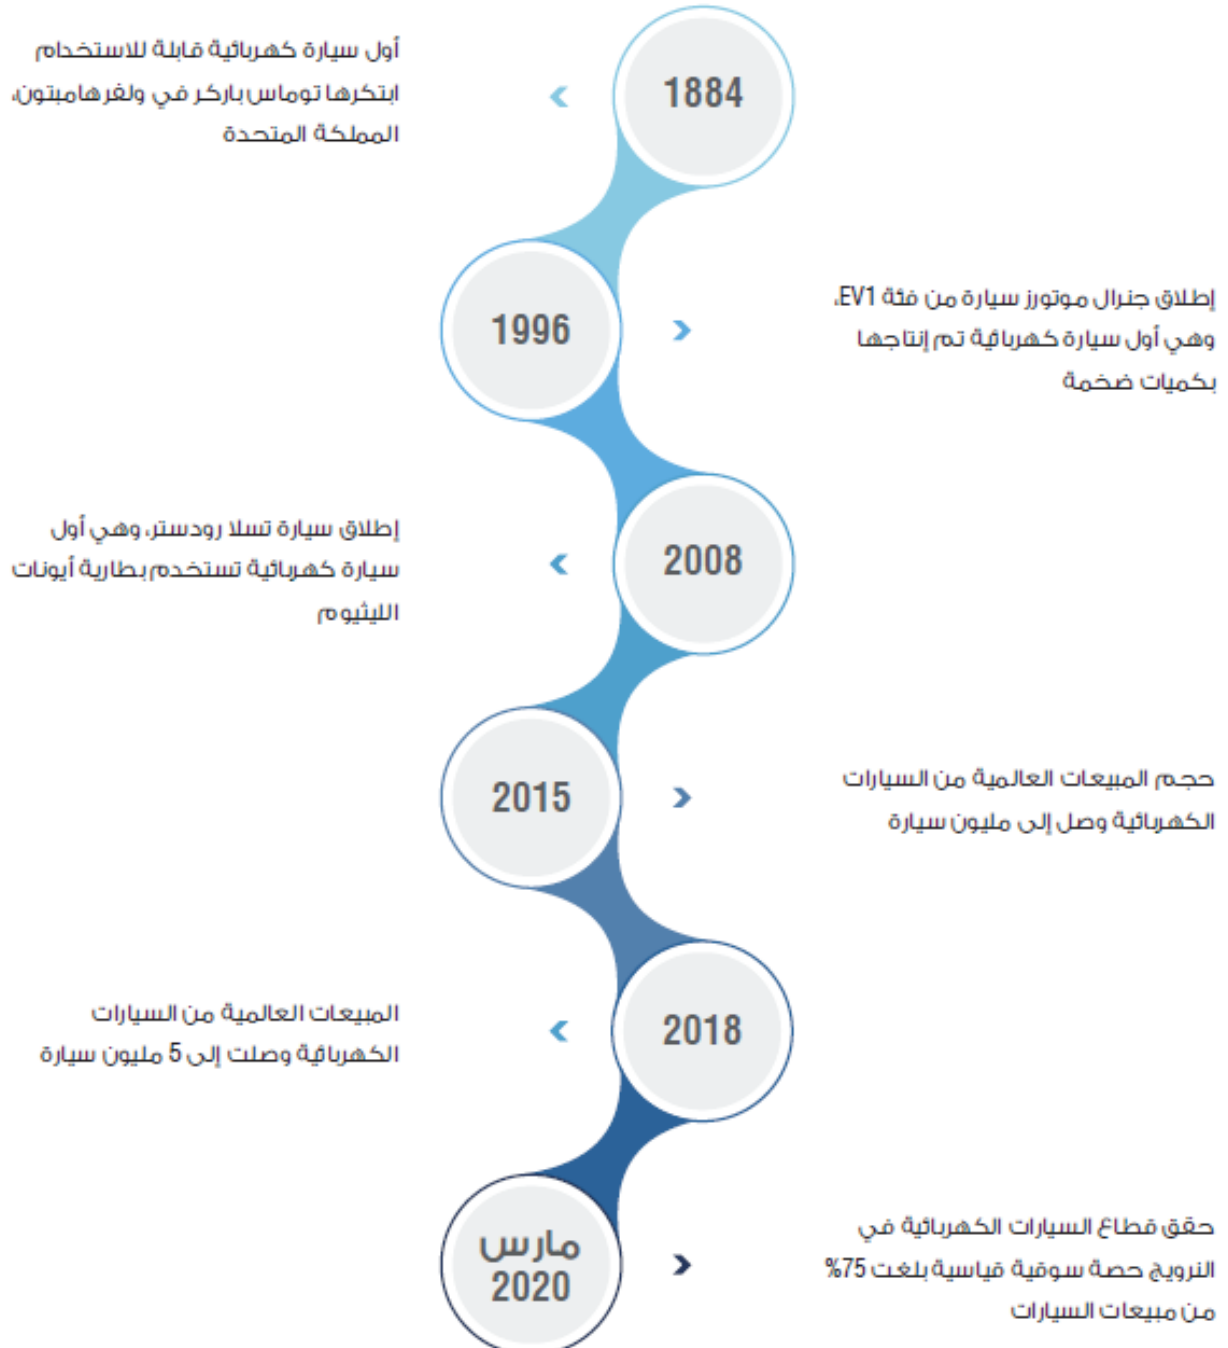 1884
أول سيارة كهربائية قابلة للاستخدام
ابتكرها توماس باركر في ولفرهامبتون،
المملكة المتحدة
1996
إطلاق جنرال موتورز سيارة من فئة EV1،
وهي أول سيارة كهربائية تم إنتاجها
بكميات ضخمة
2008
إطلاق سيارة تسلا رودستر، وهي أول
سيارة كهربائية تستخدم بطارية أيونات
الليثيوم
2015
حجم المبيعات العالمية من السيارات
الكهربائية وصل إلى مليون سيارة
2018
المبيعات العالمية من السيارات
الكهربائية وصلت إلى 5 مليون سيارة
مارس
2020
حقق قطاع السيارات الكهربائية في
النرويج حصة سوقية قياسية بلغت 75%
من مبيعات السيارات